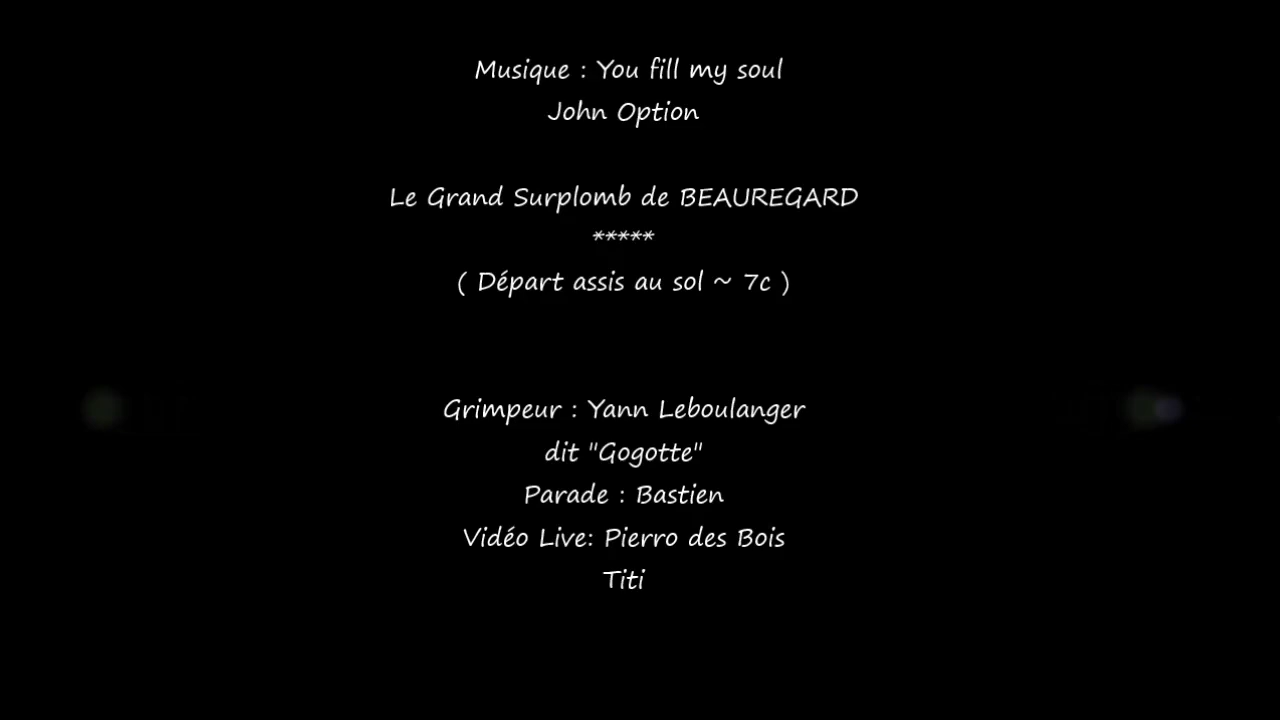 Musique : You fill my soul
John Option
Le Grand Surplomb de BEAUREGARD
*****
( Départ assis au sol ~ 7c )
Grimpeur : Yann Leboulanger
dit "Gogotte"
Parade : Bastien
Vidéo Live: Pierro des Bois
Titi